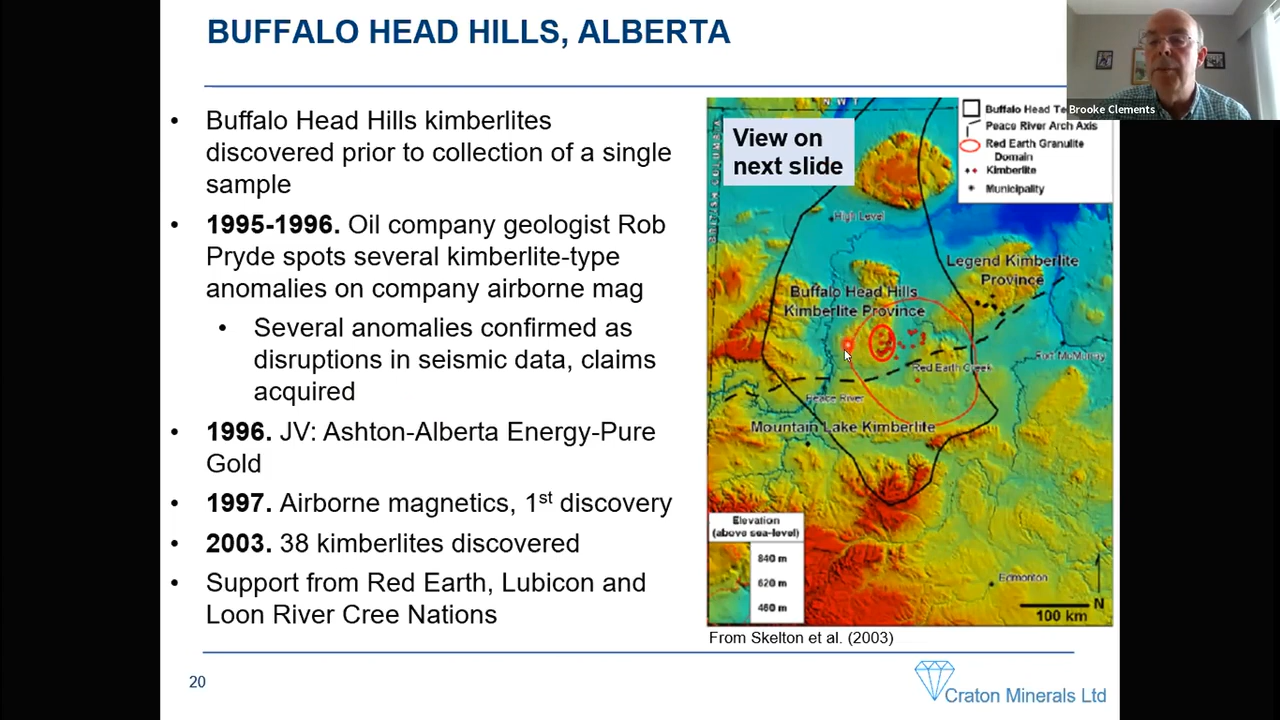 BUFFALO HEAD HILLS, ALBERTA
Brooke Clements
• Buffalo Head Hills kimberlites
discovered prior to collection of a single
sample
• 1995-1996. Oil company geologist Rob
Pryde spots several kimberlite-type
anomalies on company airborne mag
• Several anomalies confirmed as
disruptions in seismic data, claims
acquired
• 1996. JV: Ashton-Alberta Energy-Pure
Gold
• 1997. Airborne magnetics, 1st discovery
• 2003. 38 kimberlites discovered
• Support from Red Earth, Lubicon and
Loon River Cree Nations
N W T
View on
next slide
Buffalo Head Te
Peace River Arch Axis
Red Earth Granulite
Domain
Kimberlite
Municipality
High Level
Legend Kimberlite
Province
Buffalo Head Hills
Kimberlite Province
Fort McMurray
Red Earth Creek
Peace River
Mountain Lake Kimberlite
Elevation
(above sea-level)
840 m
620 m
460 m
Edmonton
N
100 km
From Skelton et al. (2003)
20
Craton Minerals Ltd